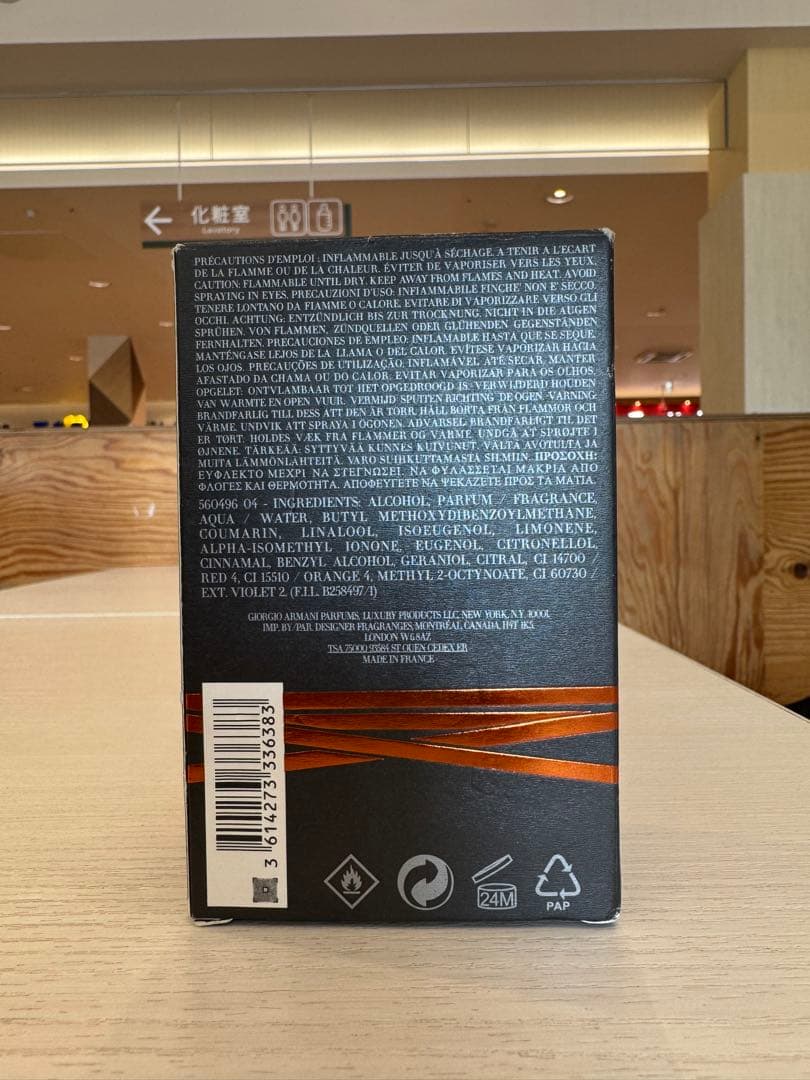 化粧室
Lavatory
PRÉCAUTIONS D'EMPLOI : INFLAMMABLE JUSQU'À SÉCHAGE. A TENIR A L'ECART
DE LA FLAMME OU DE LA CHALEUR. ÉVITER DE VAPORISER VERS LES YEUX.
CAUTION: FLAMMABLE UNTIL DRY. KEEP AWAY FROM FLAMES AND HEAT. AVOID
SPRAYING IN EYES. PRECAUZIONI D'USO: INFIAMMABILE FINCHE' NON E' SECCO.
TENERE LONTANO DA FIAMME O CALORE. EVITARE DI VAPORIZZARE VERSO GLI
OCCHI. ACHTUNG: ENTZÜNDLICH BIS ZUR TROCKNUNG. NICHT IN DIE AUGEN
SPRÜHEN. VON FLAMMEN, ZÜNDQUELLEN ODER GLÜHENDEN GEGENSTÄNDEN
FERNHALTEN. PRECAUCIONES DE EMPLEO: INFLAMABLE HASTA QUE SE SEQUE.
MANTÉNGASE LEJOS DE LA LLAMA O DEL CALOR. EVÍTESE VAPORIZAR HACIA
LOS OJOS. PRECAUÇÕES DE UTILIZAÇÃO: INFLAMÁVEL ATÉ SECAR. MANTER
AFASTADO DA CHAMA OU DO CALOR. EVITAR VAPORIZAR PARA OS OLHOS.
OPGELET: ONTVLAMBAAR TOT HET OPGEDROOGD IS. VERWIJDERD HOUDEN
VAN WARMTE EN OPEN VUUR. VERMIJD SPUITEN RICHTING DE OGEN. VARNING:
BRANDFARLIG TILL DESS ATT DEN ÄR TORR. HÅLL BORTA FRÅN FLAMMOR OCH
VÄRME. UNDVIK ATT SPRAYA I ÖGONEN. ADVARSEL: BRANDFARLIGT TIL DET
ER TØRT. HOLDES VÆK FRA FLAMMER OG VARME. UNDGÅ AT SPRØJTE I
ØJNENE. TÄRKEÄÄ: SYTTYVÄÄ KUNNES KUIVUNUT. VÄLTÄ AVOTULTA JA
MUITA LÄMMÖNLÄHTEITÄ. VARO SUIHKUTTAMASTA SILMIIN. ΠΡΟΣΟΧΗ:
ΕΥΦΛΕΚΤΟ ΜΕΧΡΙ ΝΑ ΣΤΕΓΝΩΣΕΙ. ΝΑ ΦΥΛΑΣΣΕΤΑΙ ΜΑΚΡΙΑ ΑΠΟ
ΦΛΟΓΕΣ ΚΑΙ ΘΕΡΜΟΤΗΤΑ. ΑΠΟΦΕΥΓΕΤΕ ΝΑ ΨΕΚΑΖΕΤΕ ΠΡΟΣ ΤΑ ΜΑΤΙΑ.
560496 04 - INGREDIENTS: ALCOHOL, PARFUM / FRAGRANCE,
AQUA / WATER, BUTYL METHOXYDIBENZOYLMETHANE,
COUMARIN, LINALOOL, ISOEUGENOL, LIMONENE,
ALPHA-ISOMETHYL IONONE, EUGENOL, CITRONELLOL,
CINNAMAL, BENZYL ALCOHOL, GERANIOL, CITRAL, CI 14700 /
RED 4, CI 15510 / ORANGE 4, METHYL 2-OCTYNOATE, CI 60730 /
EXT. VIOLET 2, (F.I.L. B258497/1)
GIORGIO ARMANI PARFUMS, LUXURY PRODUCTS LLC, NEW YORK, N.Y. 10001.
IMP. BY/PAR. DESIGNER FRAGRANGES, MONTRÉAL, CANADA, H4T 1K5.
LONDON W6 8AZ
TSA 75000 93584 ST OUEN CEDEX FR
MADE IN FRANCE
3 614273 336383
24M
PAP